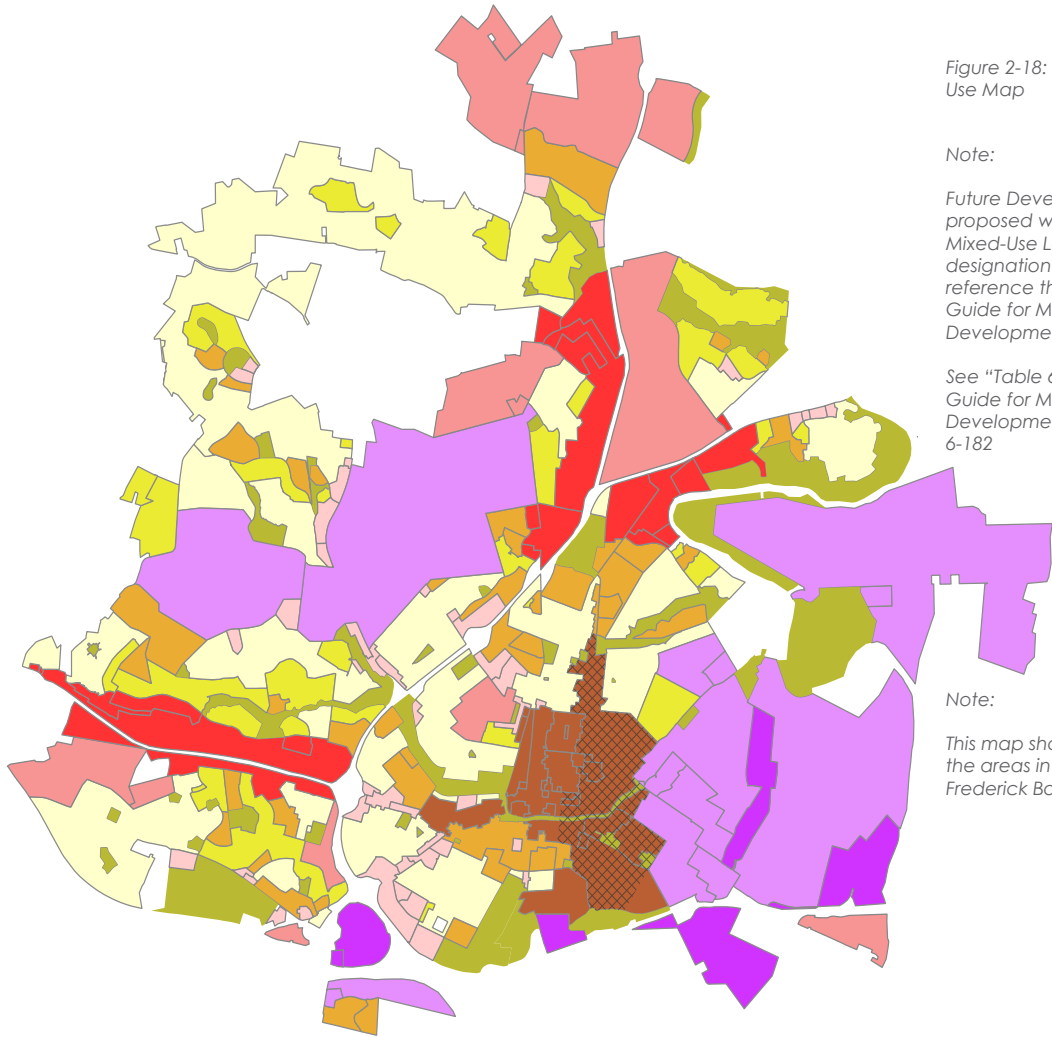 Figure 2-18:
Use Map
Note:
Future Deve
proposed w
Mixed-Use L
designation
reference th
Guide for M
Developme
See “Table 6
Guide for M
Developme
6-182
Note:
This map sho
the areas in
Frederick Bo